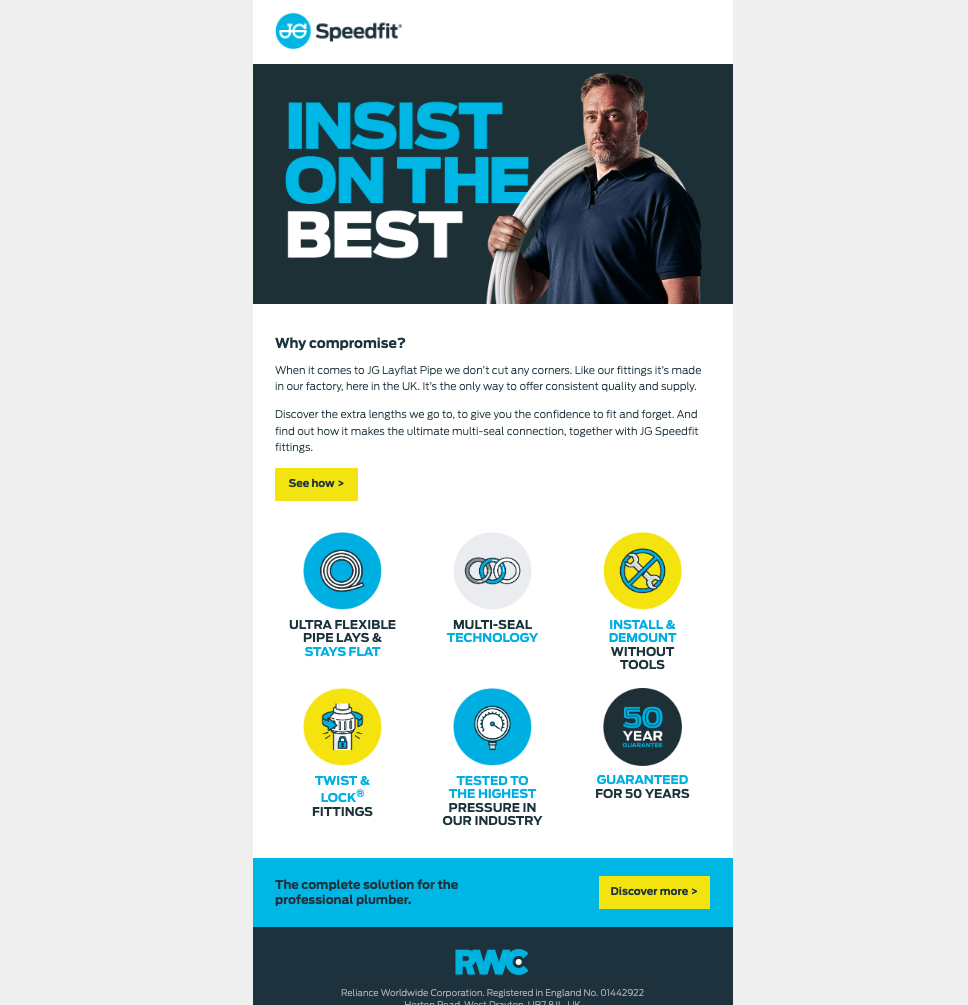 JG Speedfit®
INSIST
ON THE
BEST
Why compromise?
When it comes to JG Layflat Pipe we don't cut any corners. Like our fittings it's made
in our factory, here in the UK. It's the only way to offer consistent quality and supply.
Discover the extra lengths we go to, to give you the confidence to fit and forget. And
find out how it makes the ultimate multi-seal connection, together with JG Speedfit
fittings.
See how >
ULTRA FLEXIBLE
PIPE LAYS &
STAYS FLAT
MULTI-SEAL
TECHNOLOGY
INSTALL &
DEMOUNT
WITHOUT
TOOLS
TWIST &
LOCK®
FITTINGS
TESTED TO
THE HIGHEST
PRESSURE IN
OUR INDUSTRY
50
YEAR
GUARANTEE
GUARANTEED
FOR 50 YEARS
The complete solution for the
professional plumber.
Discover more >
RWC
Reliance Worldwide Corporation. Registered in England No. 01442922
Horton Road, West Drayton, UB7 8JL, UK